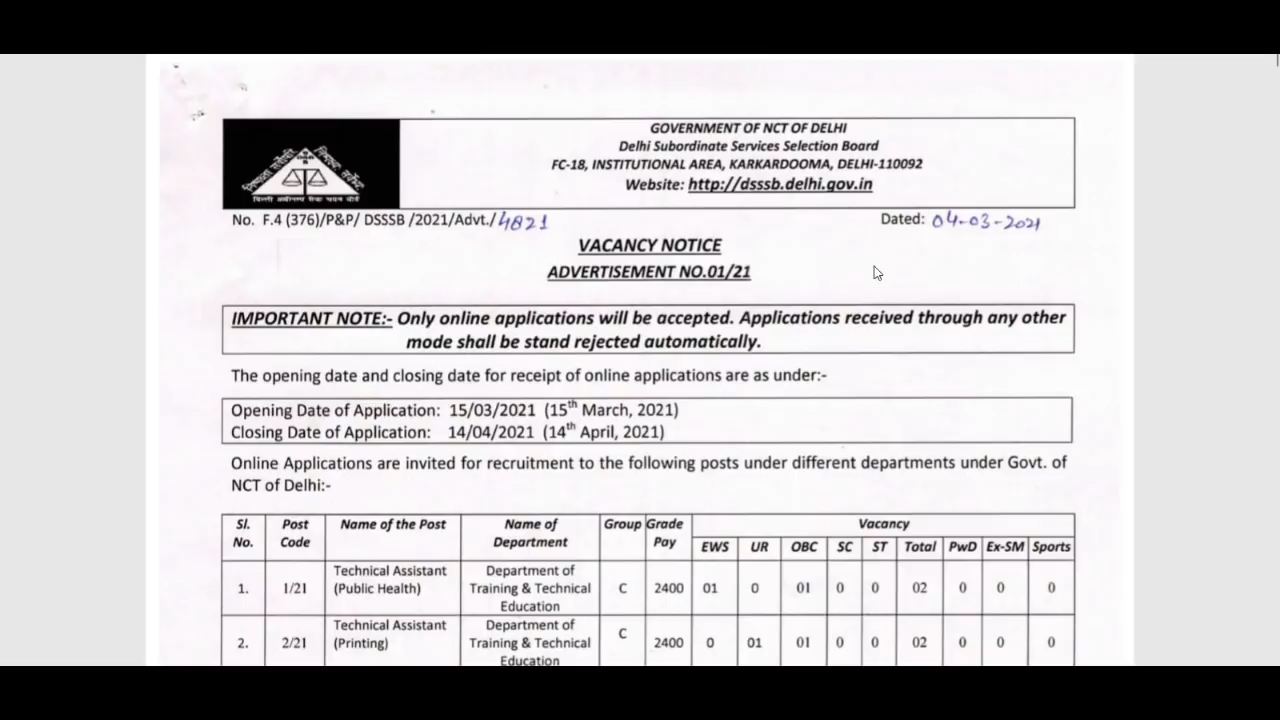 GOVERNMENT OF NCT OF DELHI
Delhi Subordinate Services Selection Board
FC-18, INSTITUTIONAL AREA, KARKARDOOMA, DELHI-110092
Website: http://dsssb.delhi.gov.in
दिल्ली अधीनस्थ सेवा चयन बोर्ड
No. F.4 (376)/P&P/ DSSSB /2021/Advt./4821 Dated: 04-03-2021
VACANCY NOTICE
ADVERTISEMENT NO.01/21
IMPORTANT NOTE:- Only online applications will be accepted. Applications received through any other
mode shall be stand rejected automatically.
The opening date and closing date for receipt of online applications are as under:-
Opening Date of Application: 15/03/2021 (15th March, 2021)
Closing Date of Application: 14/04/2021 (14th April, 2021)
Online Applications are invited for recruitment to the following posts under different departments under Govt. of
NCT of Delhi:-
Sl. Post Name of the Post Name of Group Grade Vacancy
No. Code Department Pay EWS UR OBC SC ST Total PwD Ex-SM Sports
Technical Assistant Department of
1. 1/21 (Public Health) Training & Technical C 2400 01 0 01 0 0 02 0 0 0
Education
Technical Assistant Department of
2. 2/21 (Printing) Training & Technical C 2400 0 01 01 0 0 02 0 0 0
Education